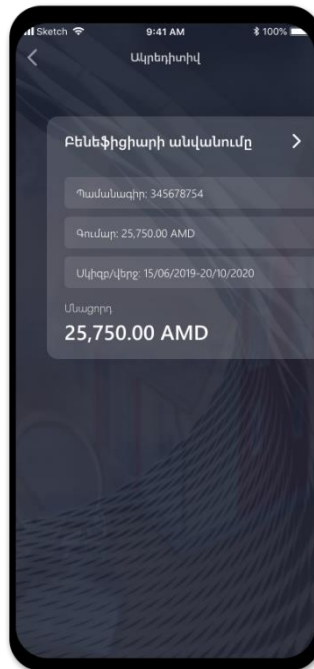 Sketch 9:41 AM 100%
Ակրեդիտիվ
Բենեֆիցիարի անվանումը
Պամանագիր: 345678754
Գումար: 25,750.00 AMD
Սկիզբ/վերջ: 15/06/2019-20/10/2020
Մնացորդ
25,750.00 AMD